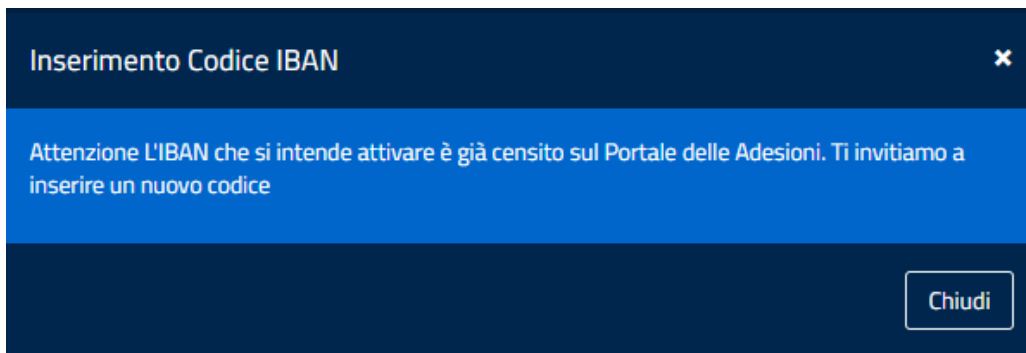 Inserimento Codice IBAN
Attenzione L'IBAN che si intende attivare è già censito sul Portale delle Adesioni. Ti invitiamo a
inserire un nuovo codice
Chiudi